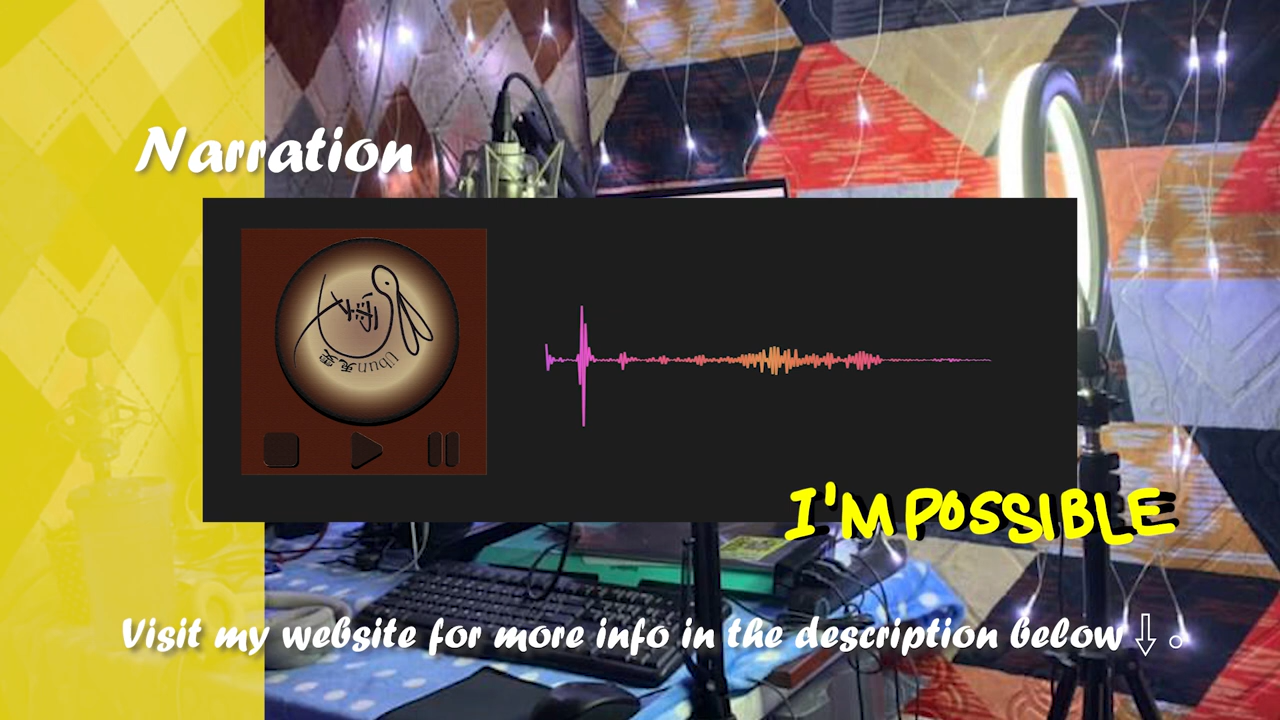 Narration
I'M POSSIBLE
Visit my website for more info in the description below